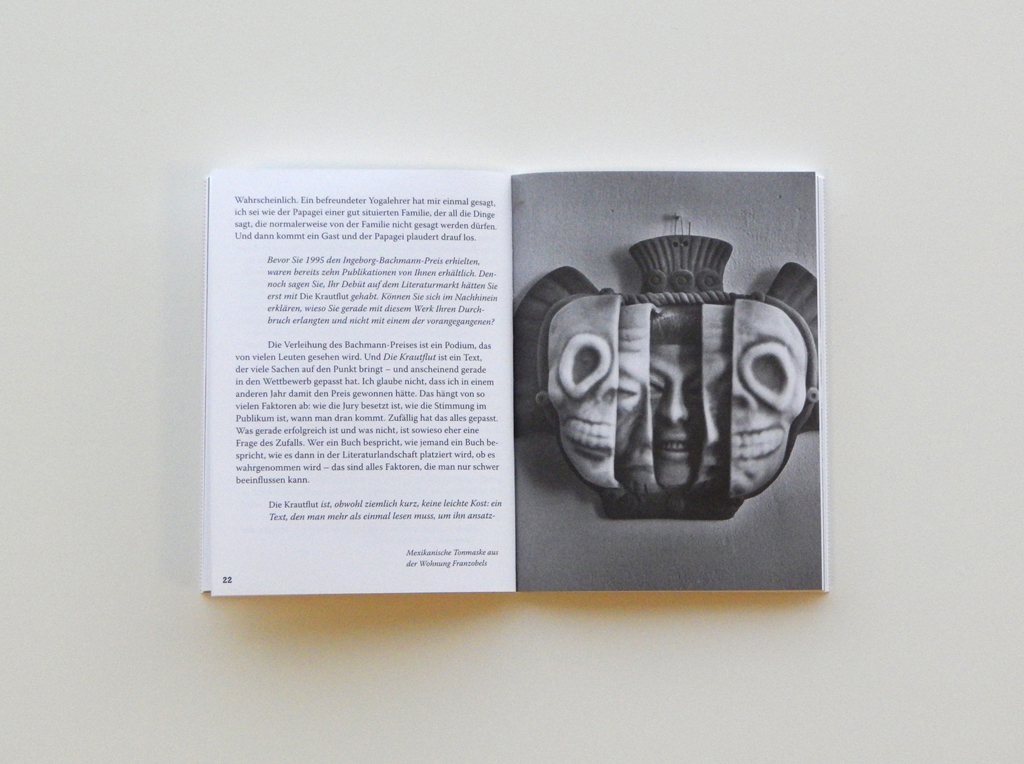 Wahrscheinlich. Ein befreundeter Yogalehrer hat mir einmal gesagt,
ich sei wie der Papagei einer gut situierten Familie, der all die Dinge
sagt, die normalerweise von der Familie nicht gesagt werden dürfen.
Und dann kommt ein Gast und der Papagei plaudert drauf los.
Bevor Sie 1995 den Ingeborg-Bachmann-Preis erhielten,
waren bereits zehn Publikationen von Ihnen erhältlich. Den-
noch sagen Sie, Ihr Debüt auf dem Literaturmarkt hätten Sie
erst mit Die Krautflut gehabt. Können Sie sich im Nachhinein
erklären, wieso Sie gerade mit diesem Werk Ihren Durch-
bruch erlangten und nicht mit einem der vorangegangenen?
Die Verleihung des Bachmann-Preises ist ein Podium, das
von vielen Leuten gesehen wird. Und Die Krautflut ist ein Text,
der viele Sachen auf den Punkt bringt – und anscheinend gerade
in den Wettbewerb gepasst hat. Ich glaube nicht, dass ich in einem
anderen Jahr damit den Preis gewonnen hätte. Das hängt von so
vielen Faktoren ab: wie die Jury besetzt ist, wie die Stimmung im
Publikum ist, wann man dran kommt. Zufällig hat das alles gepasst.
Was gerade erfolgreich ist und was nicht, ist sowieso eher eine
Frage des Zufalls. Wer ein Buch bespricht, wie jemand ein Buch be-
spricht, wie es dann in der Literaturlandschaft platziert wird, ob es
wahrgenommen wird – das sind alles Faktoren, die man nur schwer
beeinflussen kann.
Die Krautflut ist, obwohl ziemlich kurz, keine leichte Kost: ein
Text, den man mehr als einmal lesen muss, um ihn ansatz-
Mexikanische Tonmaske aus
der Wohnung Franzobels
22